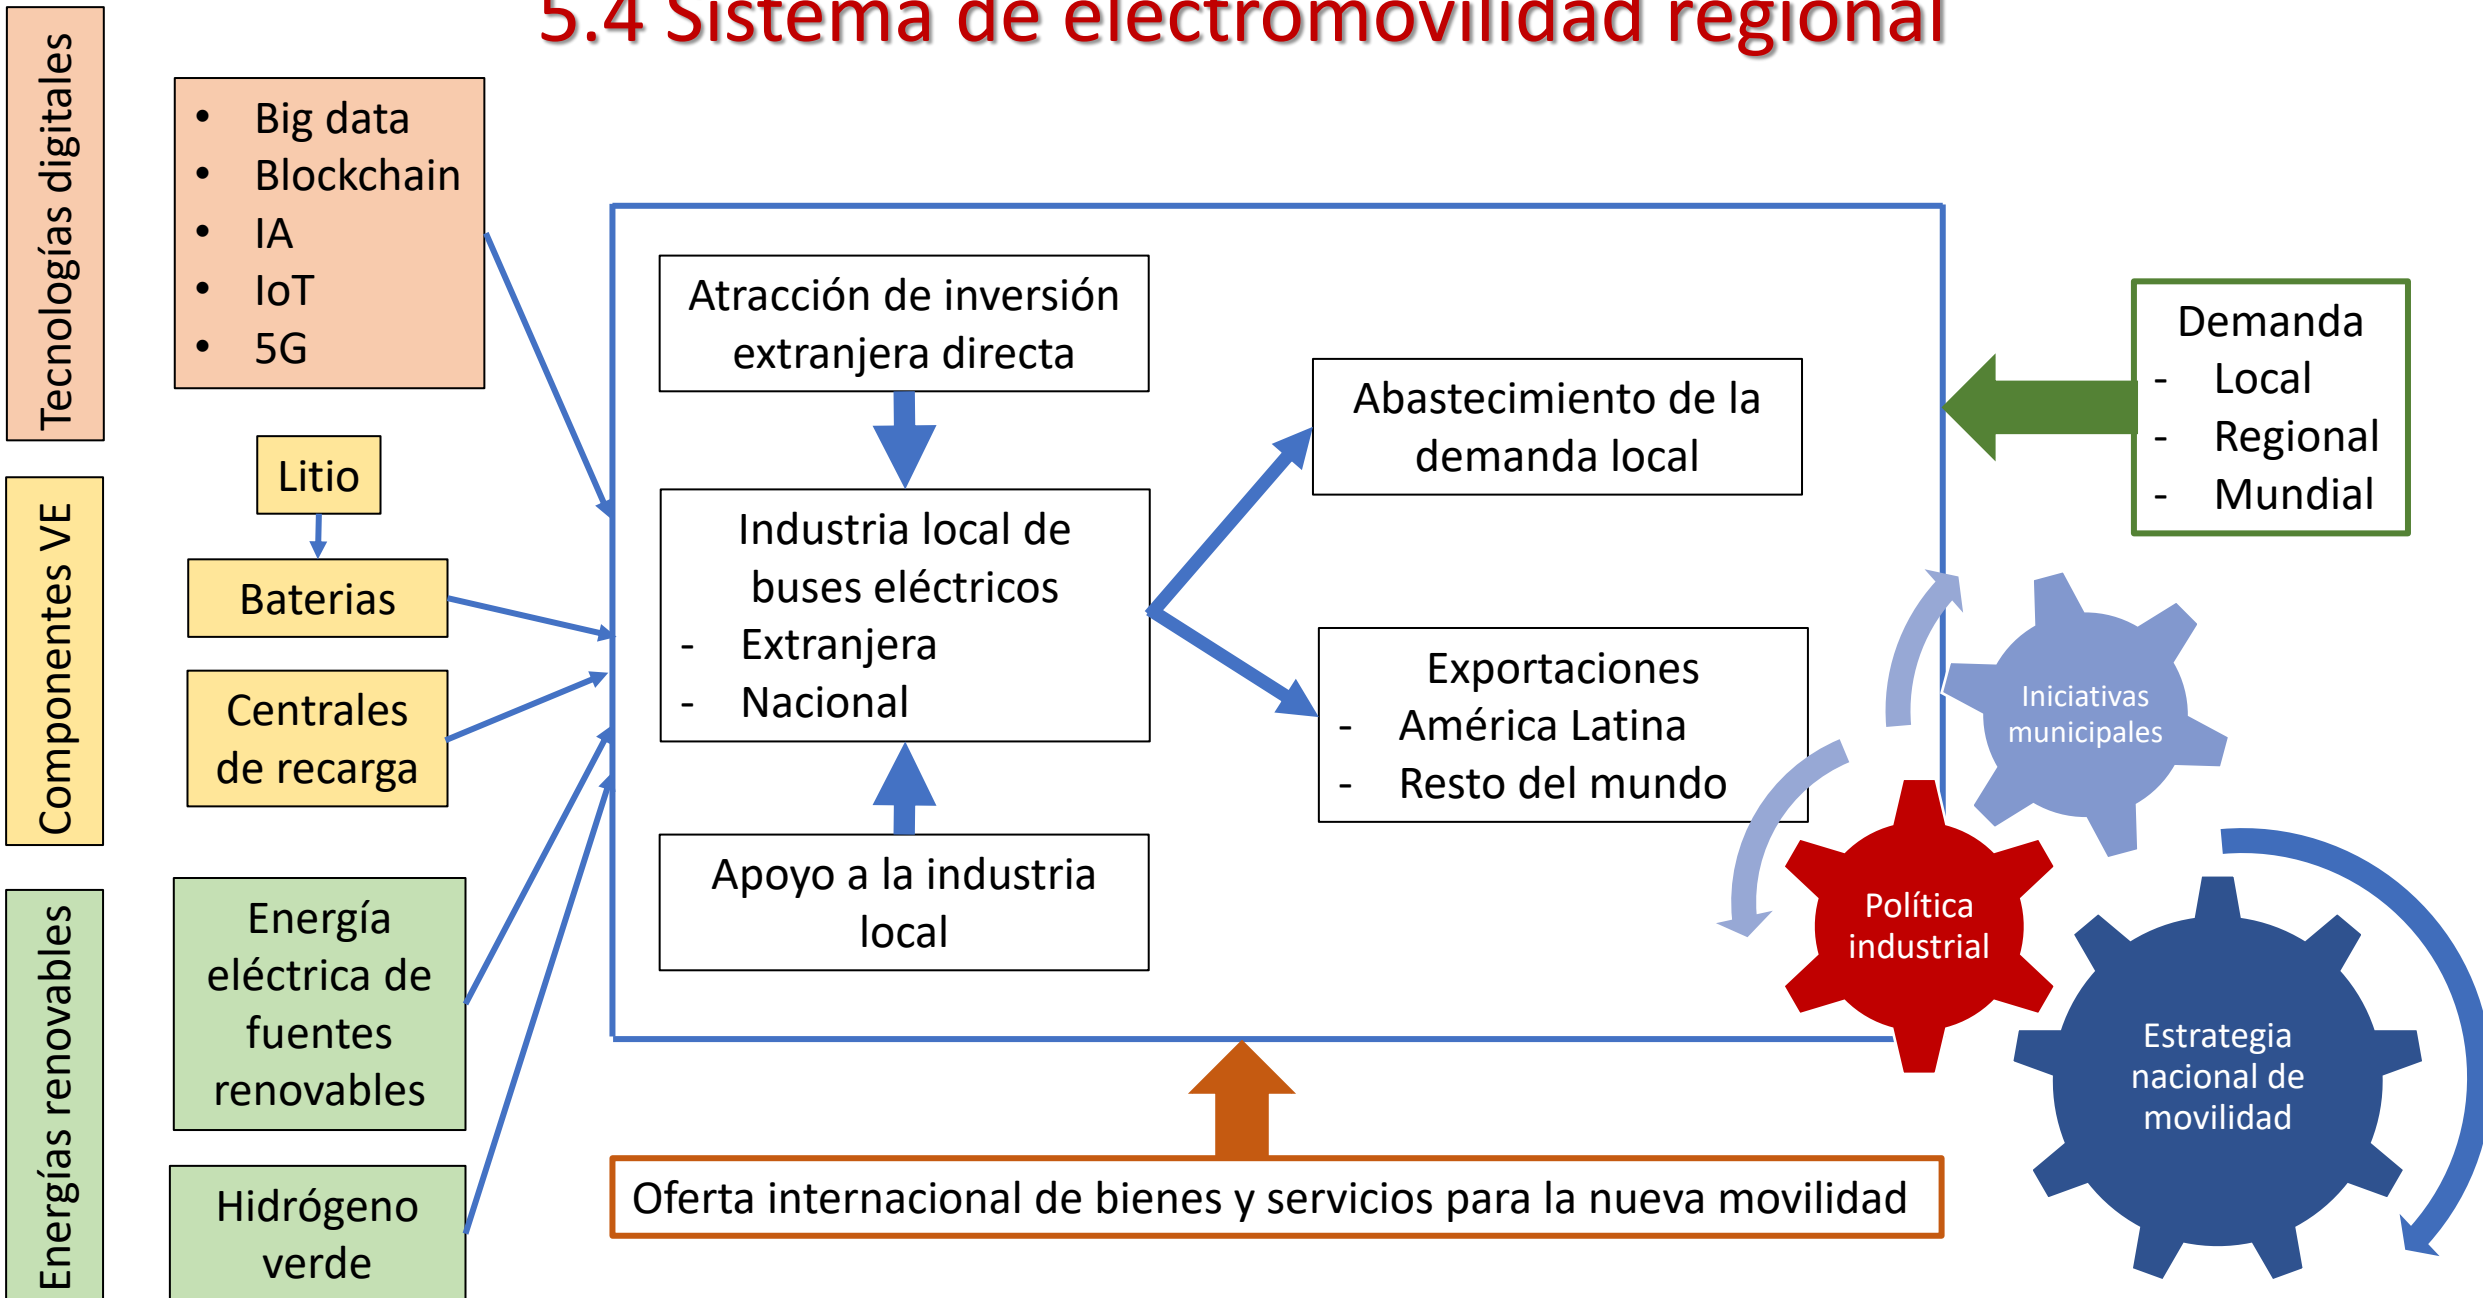 5.4 Sistema de electromovilidad regional
Tecnologías digitales
• Big data
• Blockchain
• IA
• IoT
• 5G
Componentes VE
Litio
Baterias
Centrales
de recarga
Energías renovables
Energía
eléctrica de
fuentes
renovables
Hidrógeno
verde
Atracción de inversión
extranjera directa
Industria local de
buses eléctricos
- Extranjera
- Nacional
Apoyo a la industria
local
Abastecimiento de la
demanda local
Exportaciones
- América Latina
- Resto del mundo
Demanda
- Local
- Regional
- Mundial
Iniciativas
municipales
Política
industrial
Estrategia
nacional de
movilidad
Oferta internacional de bienes y servicios para la nueva movilidad